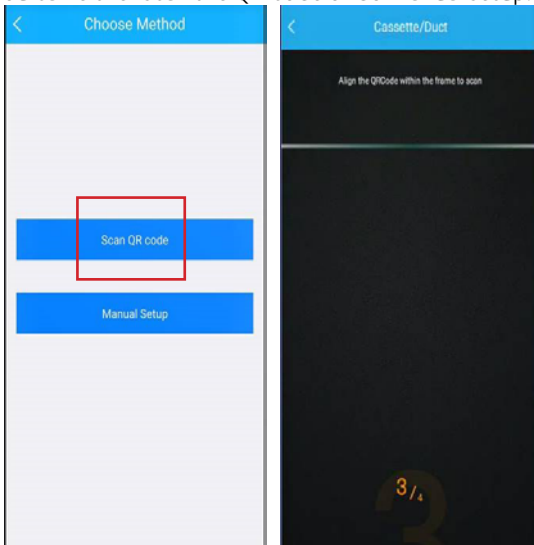 Choose Method
Scan QR code
Manual Setup
Cassette/Duct
Align the QRCode within the frame to scan
3/4